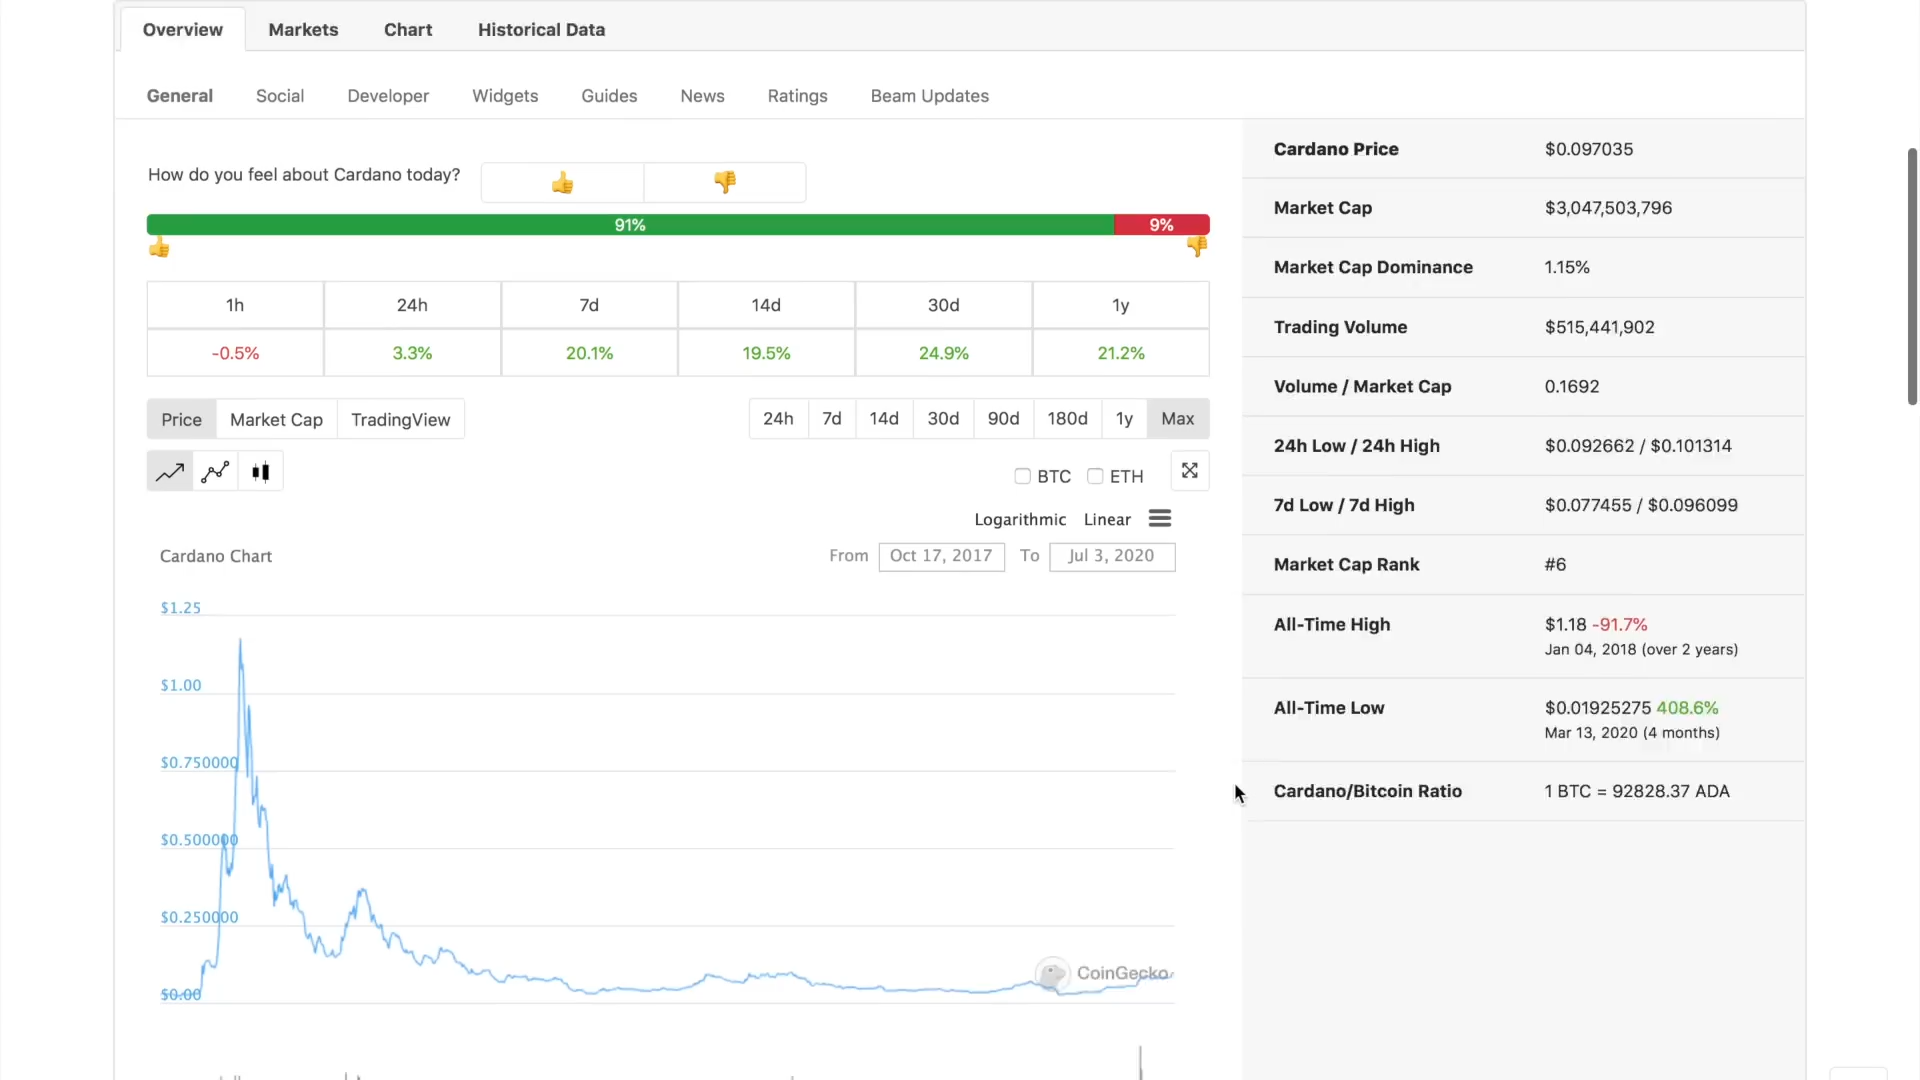 Overview Markets Chart Historical Data
General Social Developer Widgets Guides News Ratings Beam Updates
How do you feel about Cardano today?
91% 9%
1h 24h 7d 14d 30d 1y
-0.5% 3.3% 20.1% 19.5% 24.9% 21.2%
Price Market Cap TradingView 24h 7d 14d 30d 90d 180d 1y Max
BTC ETH
Logarithmic Linear
Cardano Chart From Oct 17, 2017 To Jul 3, 2020
$1.25
$1.00
$0.750000
$0.500000
$0.250000
$0.00
CoinGecko
Cardano Price $0.097035
Market Cap $3,047,503,796
Market Cap Dominance 1.15%
Trading Volume $515,441,902
Volume / Market Cap 0.1692
24h Low / 24h High $0.092662 / $0.101314
7d Low / 7d High $0.077455 / $0.096099
Market Cap Rank #6
All-Time High $1.18 -91.7%
Jan 04, 2018 (over 2 years)
All-Time Low $0.01925275 408.6%
Mar 13, 2020 (4 months)
Cardano/Bitcoin Ratio 1 BTC = 92828.37 ADA